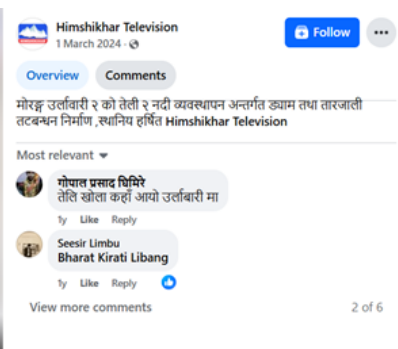 Himshikhar Television
1 March 2024 ·
Follow
Overview
Comments
मोरङ्ग उर्लावारी २ को तेली २ नदी व्यवस्थापन अन्तर्गत ड्याम तथा तारजाली
तटबन्धन निर्माण ,स्थानिय हर्षित Himshikhar Television
Most relevant
गोपाल प्रसाद घिमिरे
तेलि खोला कहाँ आयो उर्लाबारी मा
1y Like Reply
Seesir Limbu
Bharat Kirati Libang
1y Like Reply
View more comments
2 of 6